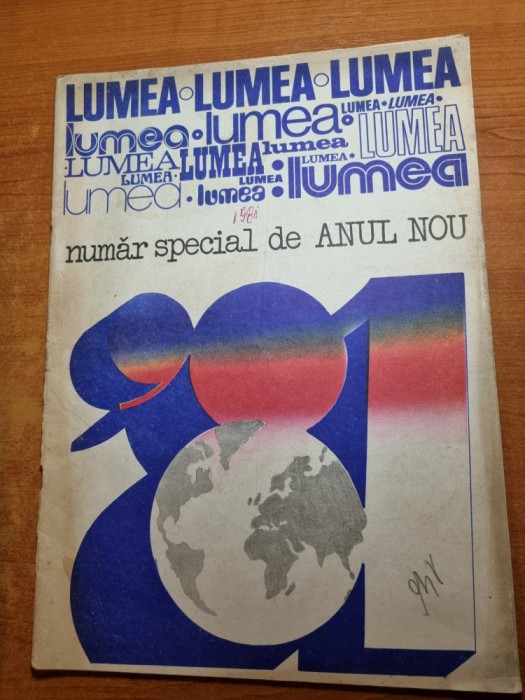 LUMEA ◦ LUMEA ◦ LUMEA
lumea • lumea • LUMEA • LUMEA •
LUMEA LUMEA • lumea LUMEA
LUMEA • LUMEA •
lumea • lumea LUMEA : lumea
număr special de ANUL NOU
'81